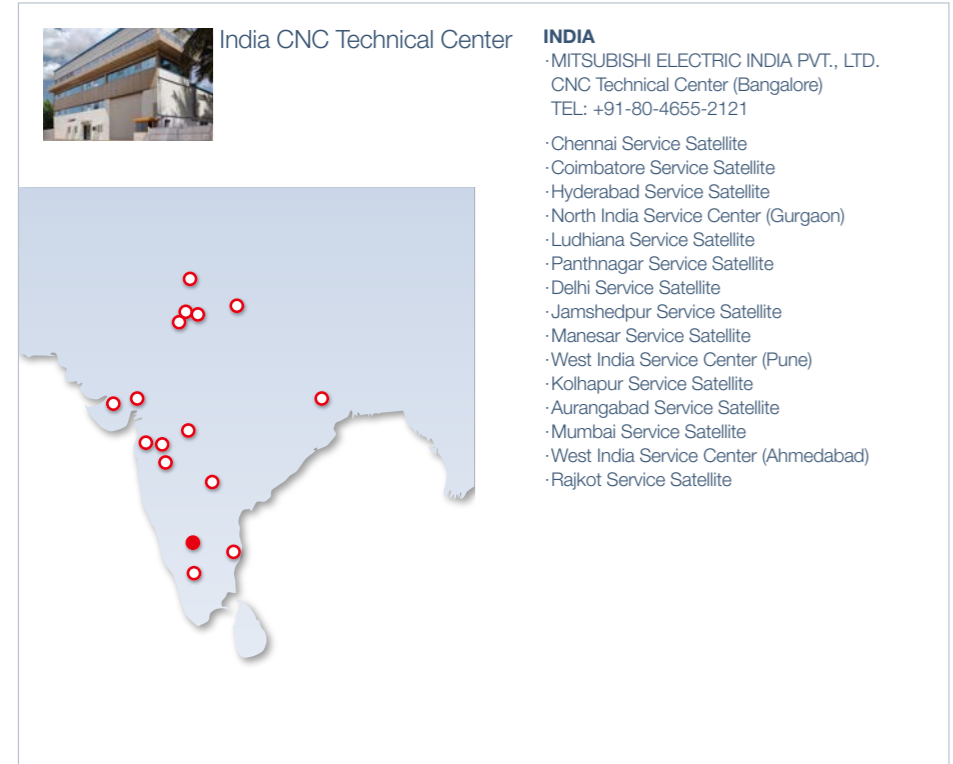 India CNC Technical Center
INDIA
·MITSUBISHI ELECTRIC INDIA PVT., LTD.
CNC Technical Center (Bangalore)
TEL: +91-80-4655-2121
·Chennai Service Satellite
·Coimbatore Service Satellite
·Hyderabad Service Satellite
·North India Service Center (Gurgaon)
·Ludhiana Service Satellite
·Panthnagar Service Satellite
·Delhi Service Satellite
·Jamshedpur Service Satellite
·Manesar Service Satellite
·West India Service Center (Pune)
·Kolhapur Service Satellite
·Aurangabad Service Satellite
·Mumbai Service Satellite
·West India Service Center (Ahmedabad)
·Rajkot Service Satellite